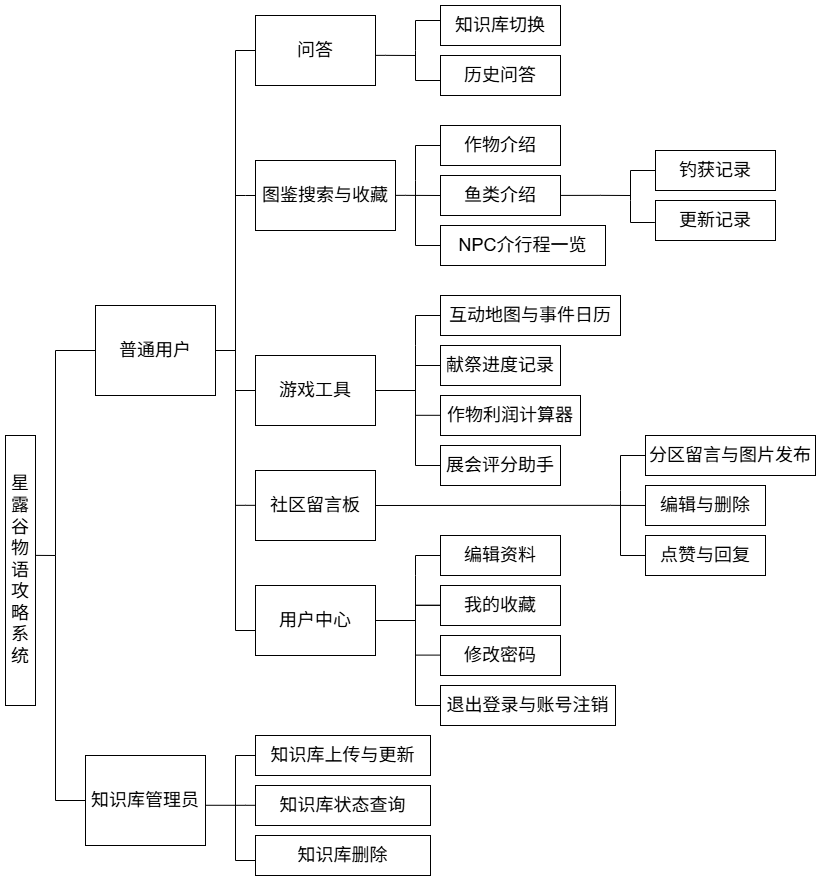 星露谷物语攻略系统
普通用户
问答
知识库切换
历史问答
图鉴搜索与收藏
作物介绍
鱼类介绍
钓获记录
更新记录
NPC介行程一览
游戏工具
互动地图与事件日历
献祭进度记录
作物利润计算器
展会评分助手
社区留言板
分区留言与图片发布
编辑与删除
点赞与回复
用户中心
编辑资料
我的收藏
修改密码
退出登录与账号注销
知识库管理员
知识库上传与更新
知识库状态查询
知识库删除